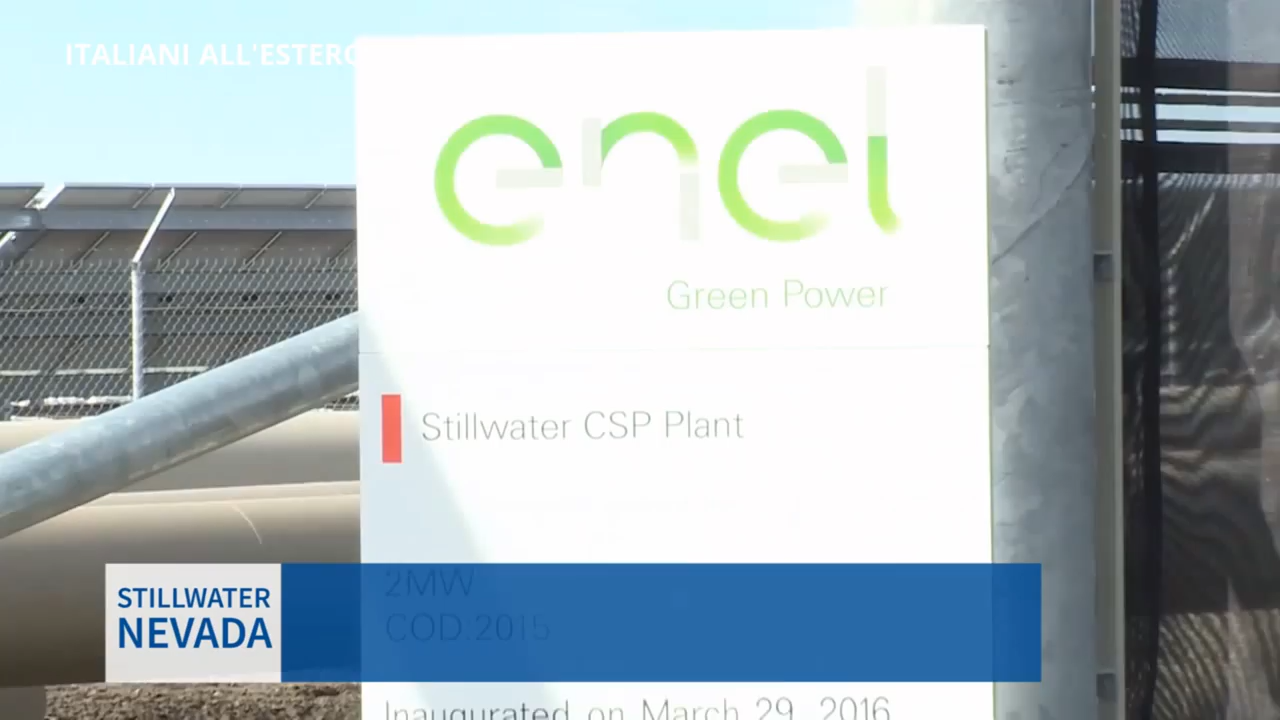 ITALIANI ALL'ESTERO
enel
Green Power
Stillwater CSP Plant
2MW
COD:2015
STILLWATER
NEVADA
Inaugurated on March 29, 2016